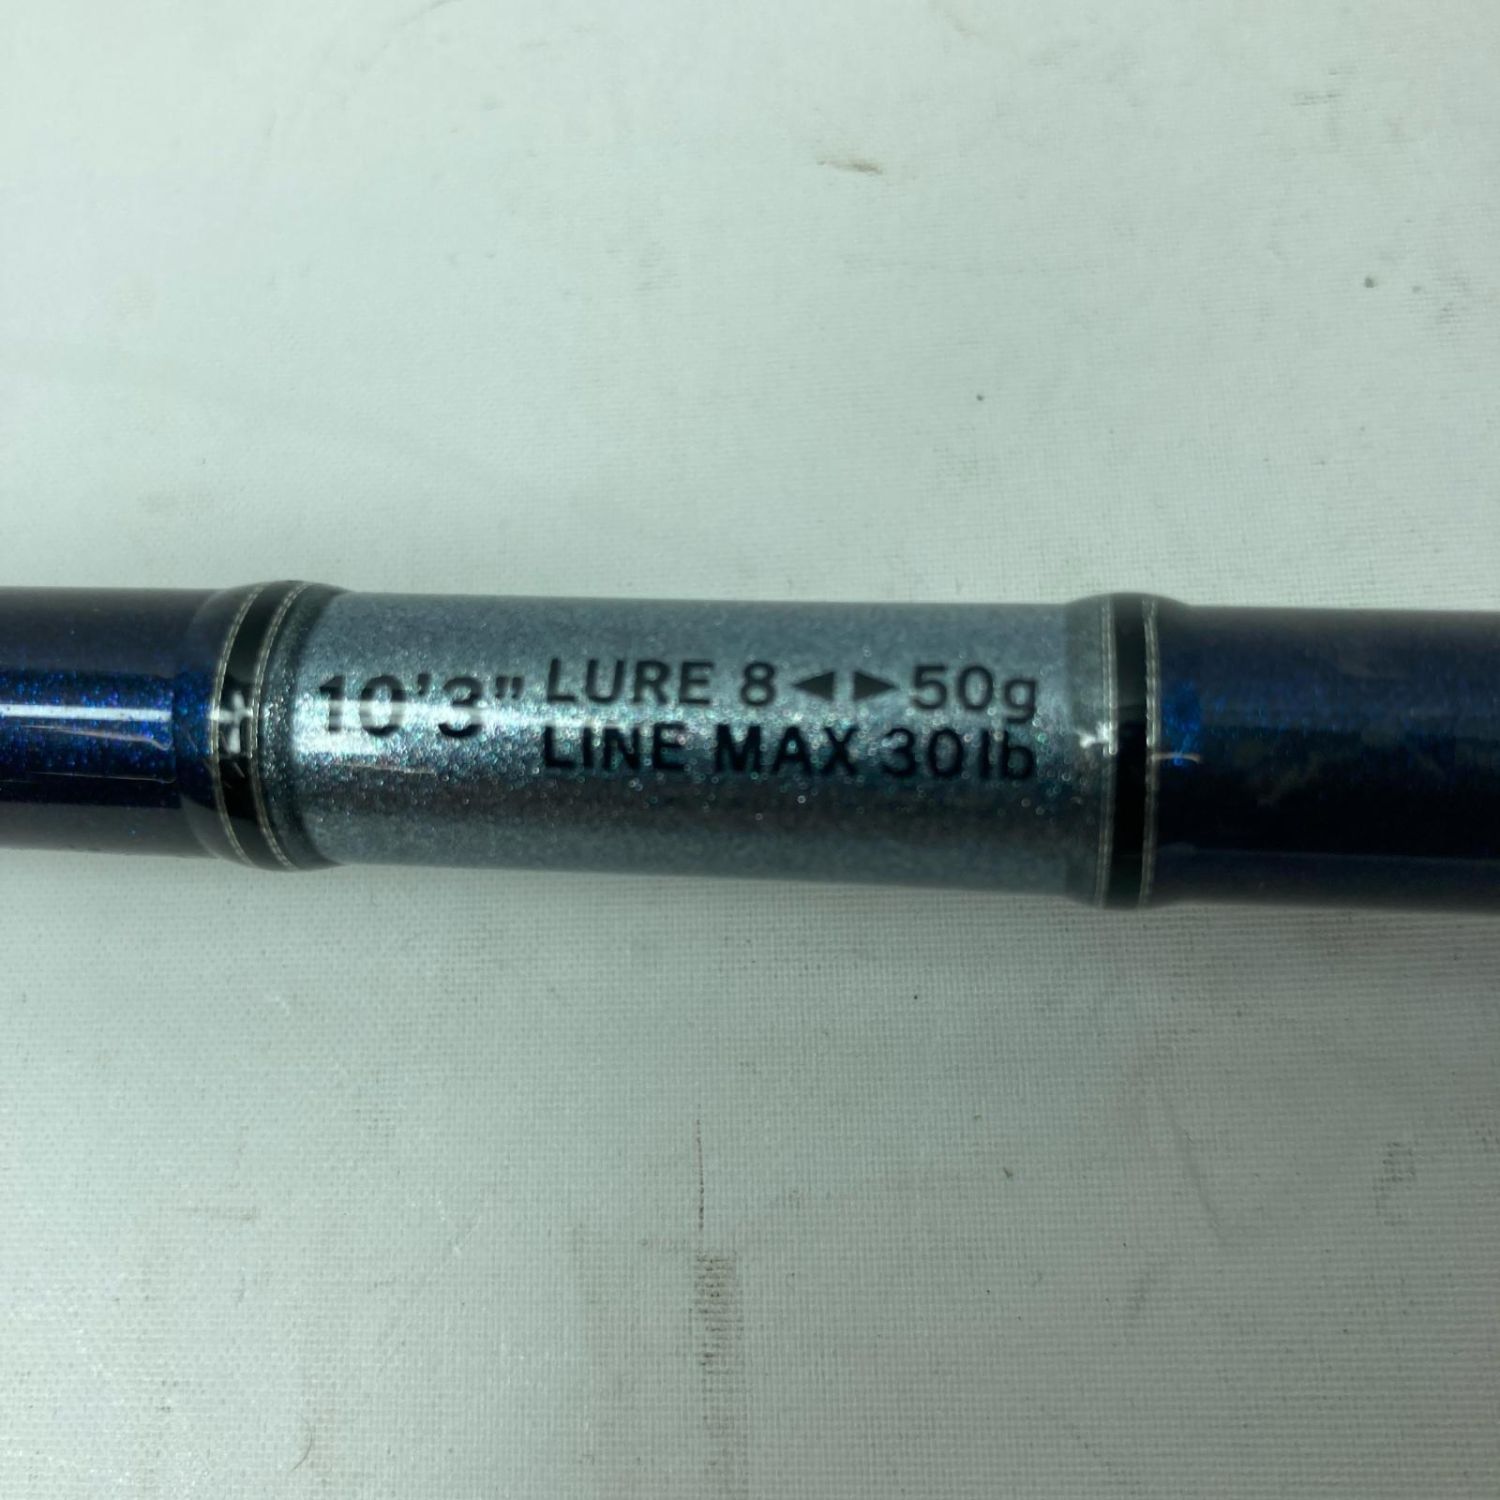 10'3" LURE 8◀▶50g
LINE MAX 30lb